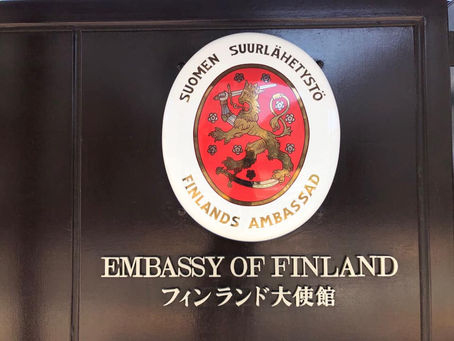 SUOMEN SUURLÄHETYSTÖ
FINLANDS AMBASSAD
EMBASSY OF FINLAND
フィンランド大使館